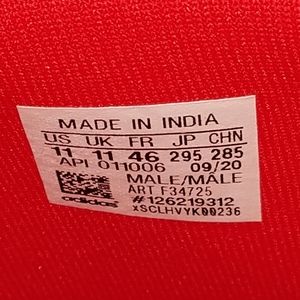 MADE IN INDIA
US UK FR JP CHN
11 11 46 295 285
API 011006 09/20
MALE/MÂLE
ART F34725
# 126219312
xSCLHVYK00236
adidas